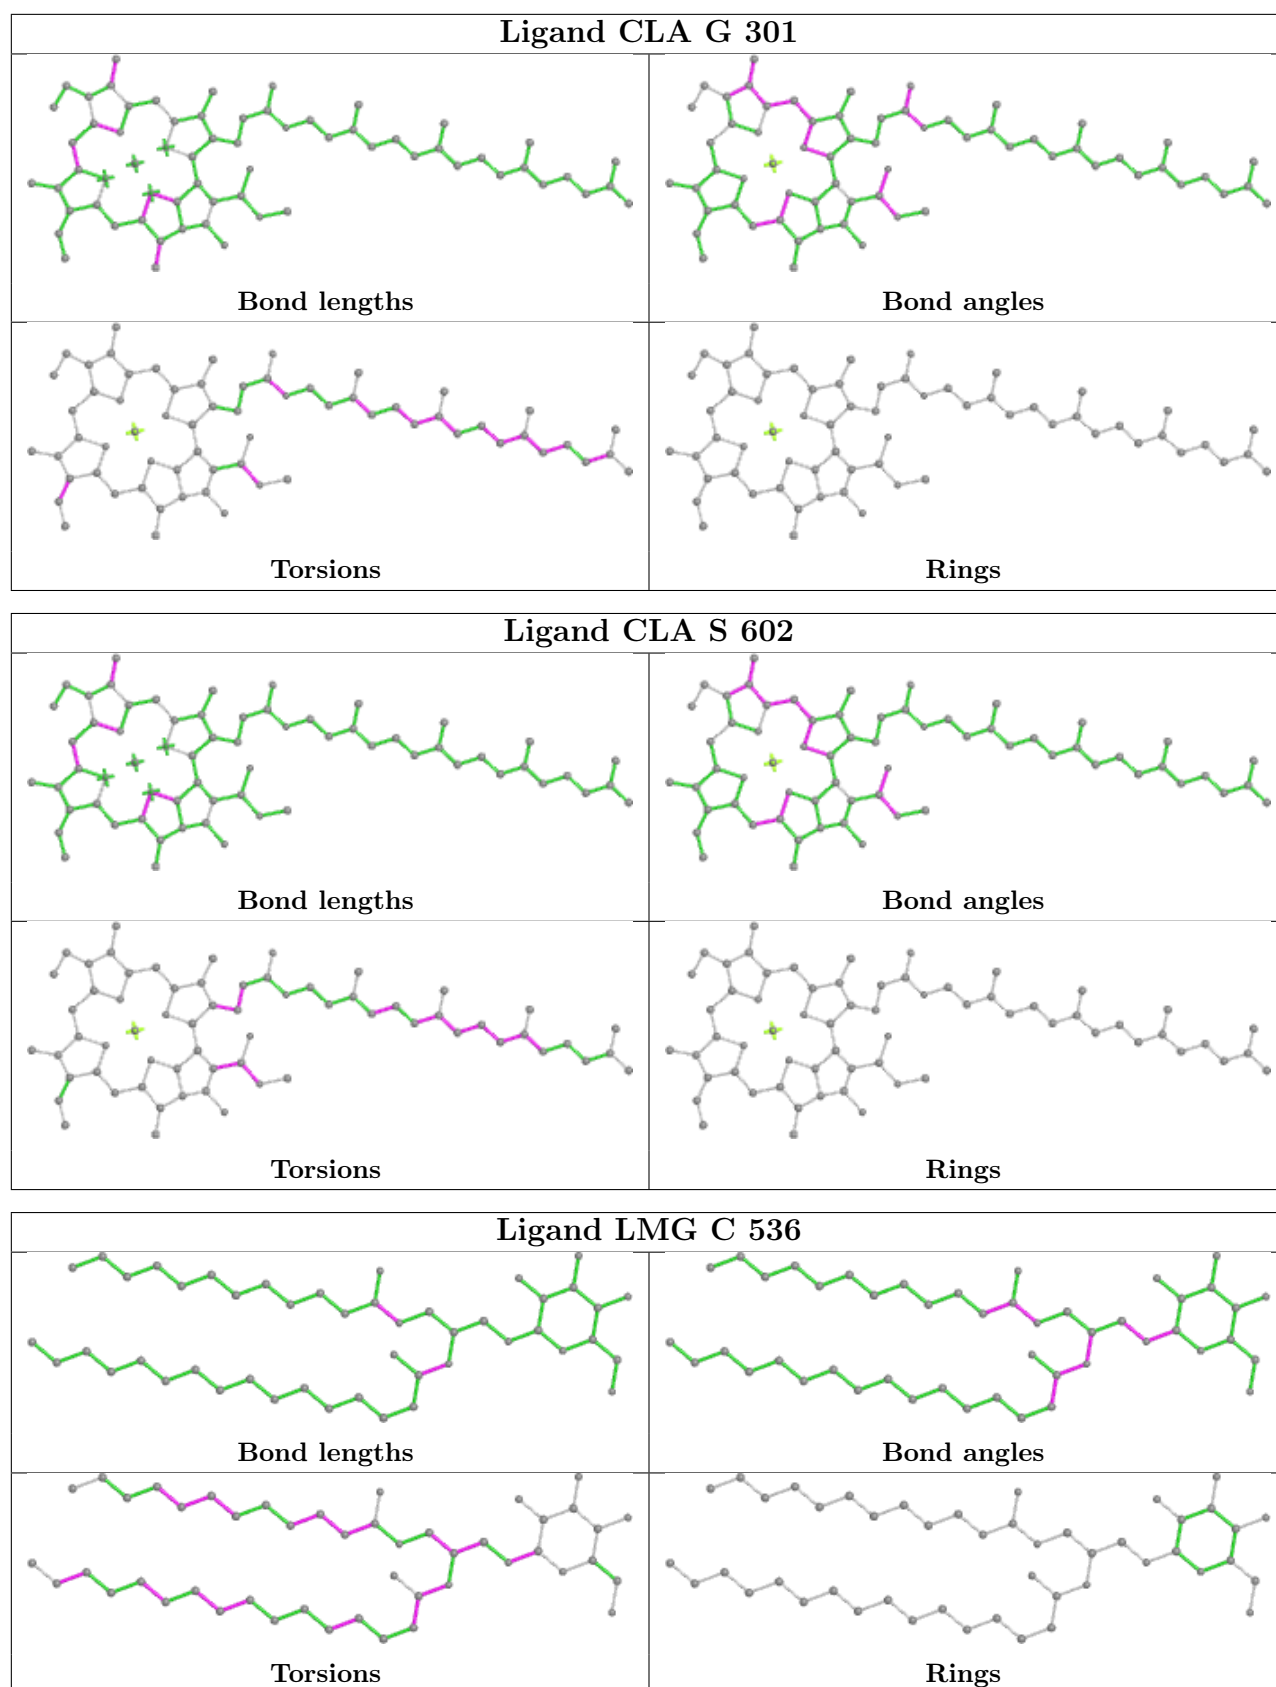 Ligand CLA G 301
Bond lengths
Bond angles
Torsions
Rings
Ligand CLA S 602
Bond lengths
Bond angles
Torsions
Rings
Ligand LMG C 536
Bond lengths
Bond angles
Torsions
Rings